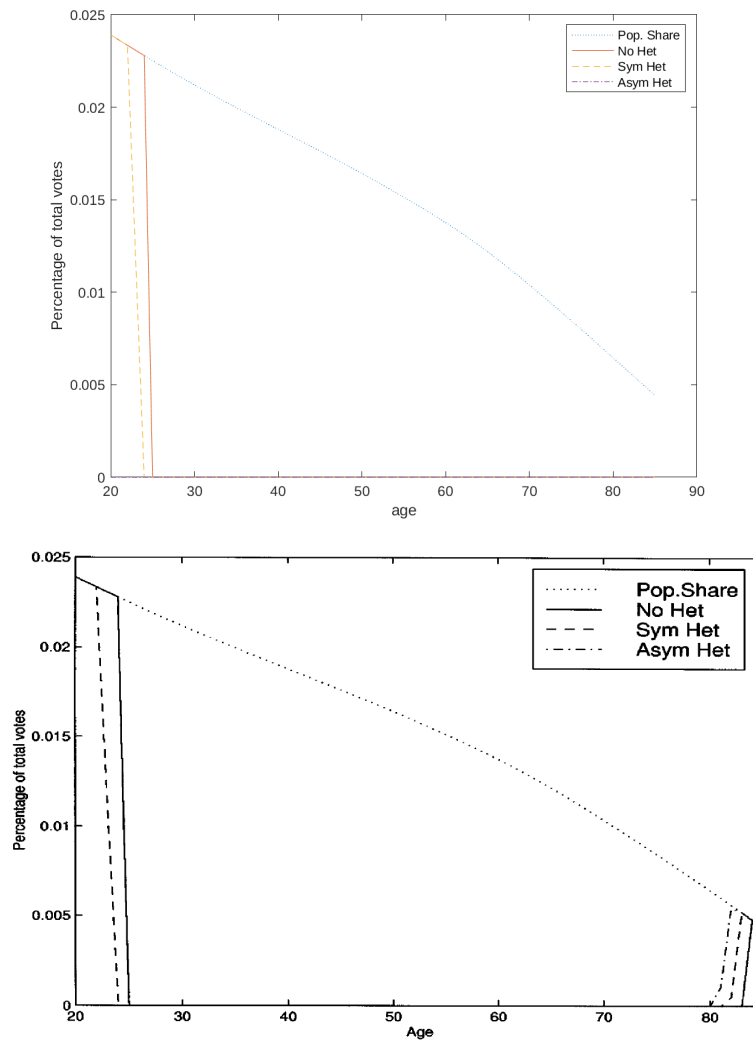 0.025
0.02
0.015
0.01
0.005
0
Percentage of total votes
20 30 40 50 60 70 80 90
age
Pop. Share
No Het
Sym Het
Asym Het
0.025
0.02
0.015
0.01
0.005
0
Percentage of total votes
20 30 40 50 60 70 80
Age
Pop.Share
No Het
Sym Het
Asym Het